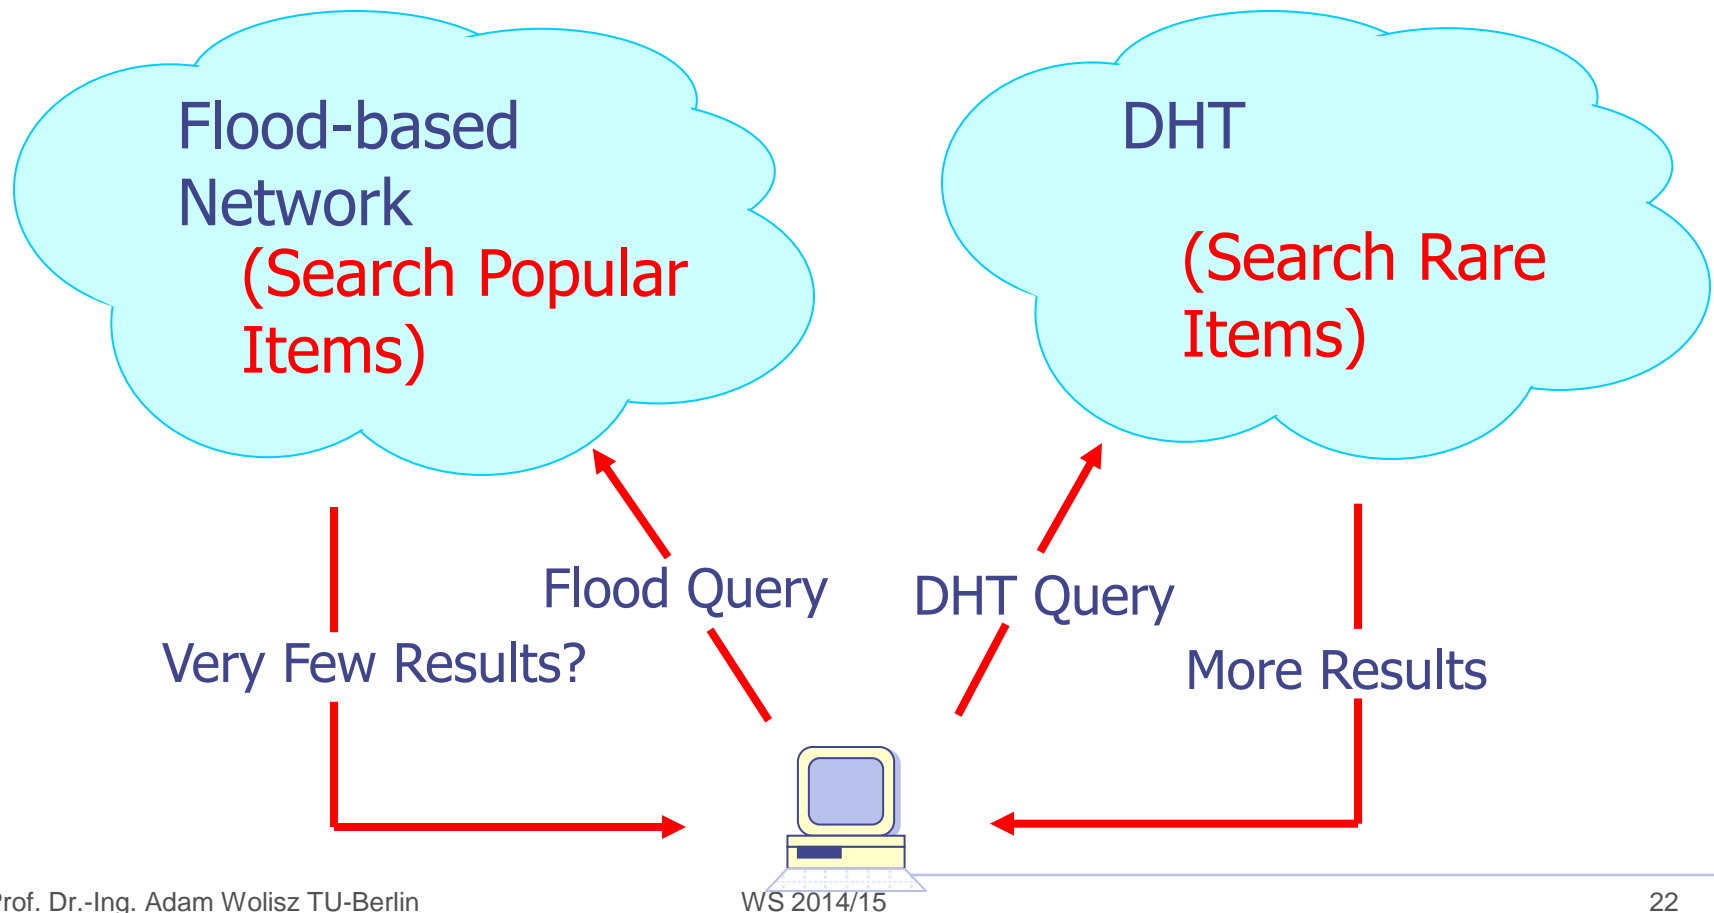 Flood-based
Network
(Search Popular
Items)
DHT
(Search Rare
Items)
Flood Query
DHT Query
Very Few Results?
More Results
Prof. Dr.-Ing. Adam Wolisz TU-Berlin
WS 2014/15
22